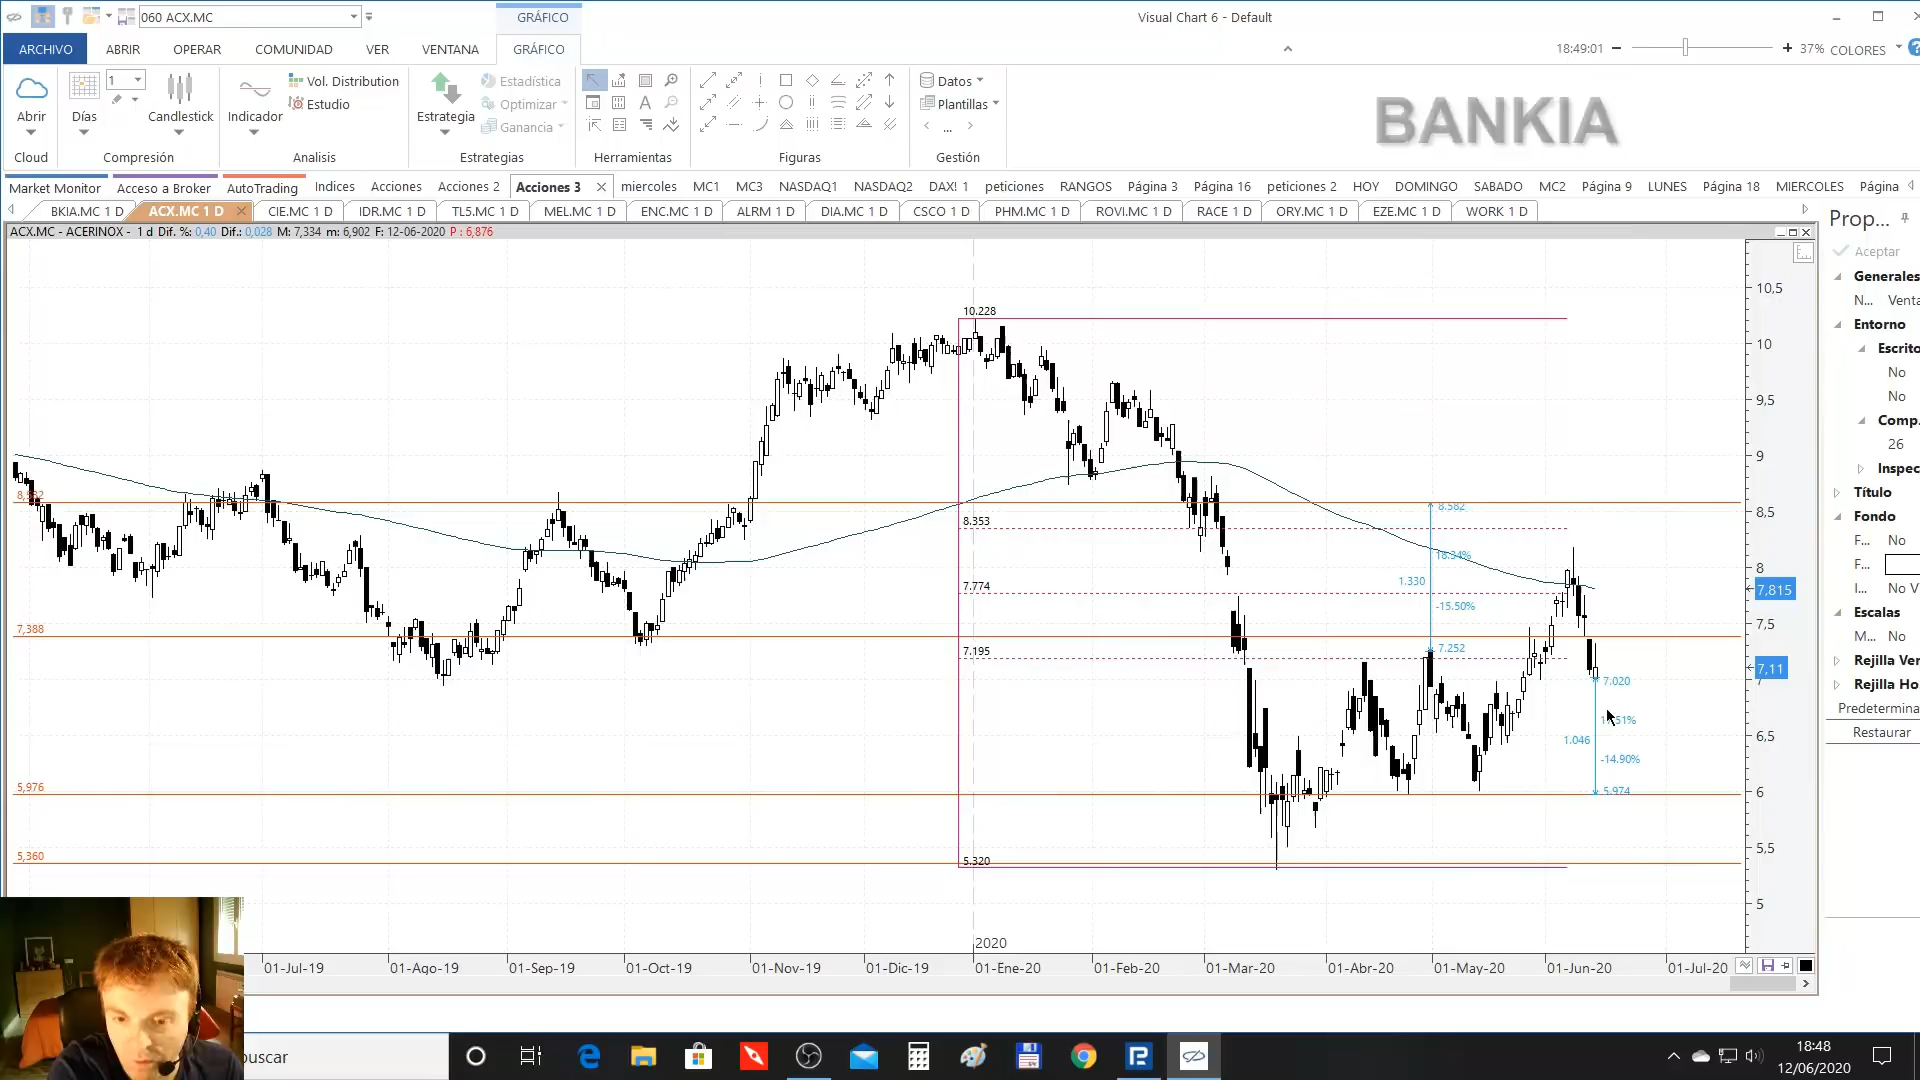 060 ACX.MC
GRÁFICO
Visual Chart 6 - Default
ARCHIVO
ABRIR
OPERAR
COMUNIDAD
VER
VENTANA
GRÁFICO
18:49:01
37%
COLORES
1
Vol. Distribution
Estudio
Estadística
Optimizar
Ganancia
Datos
Plantillas
...
Abrir
Días
Candlestick
Indicador
Estrategia
Cloud
Compresión
Analisis
Estrategias
Herramientas
Figuras
Gestión
BANKIA
Market Monitor
Acceso a Broker
AutoTrading
Indices
Acciones
Acciones 2
Acciones 3
miercoles
MC1
MC3
NASDAQ1
NASDAQ2
DAX! 1
peticiones
RANGOS
Página 3
Página 16
peticiones 2
HOY
DOMINGO
SABADO
MC2
Página 9
LUNES
Página 18
MIERCOLES
Página
BKIA.MC 1 D
ACX.MC 1 D
CIE.MC 1 D
IDR.MC 1 D
TL5.MC 1 D
MEL.MC 1 D
ENC.MC 1 D
ALRM 1 D
DIA.MC 1 D
CSCO 1 D
PHM.MC 1 D
ROVI.MC 1 D
RACE 1 D
ORY.MC 1 D
EZE.MC 1 D
WORK 1 D
ACX.MC - ACERINOX - 1 d Dif. %: 0,40 Dif.: 0,028 M: 7,334 m: 6,902 F: 12-06-2020 P : 6,876
Prop...
Aceptar
Generales
N... Venta
Entorno
Escrito
No
No
Comp.
26
Inspec
Título
Fondo
F... No
F...
I... No V
Escalas
M... No
Rejilla Ver
Rejilla Ho
Predetermina
Restaurar
10.228
8.353
7.774
7.195
5.320
8,582
7,388
5,976
5,360
8.582
18.34%
1.330
-15.50%
7.252
7.020
1.046
-14.90%
5.974
10,5
10
9,5
9
8,5
8
7,815
7,5
7,11
7
6,5
6
5,5
5
2020
01-Jul-19
01-Ago-19
01-Sep-19
01-Oct-19
01-Nov-19
01-Dic-19
01-Ene-20
01-Feb-20
01-Mar-20
01-Abr-20
01-May-20
01-Jun-20
01-Jul-20
buscar
18:48
12/06/2020